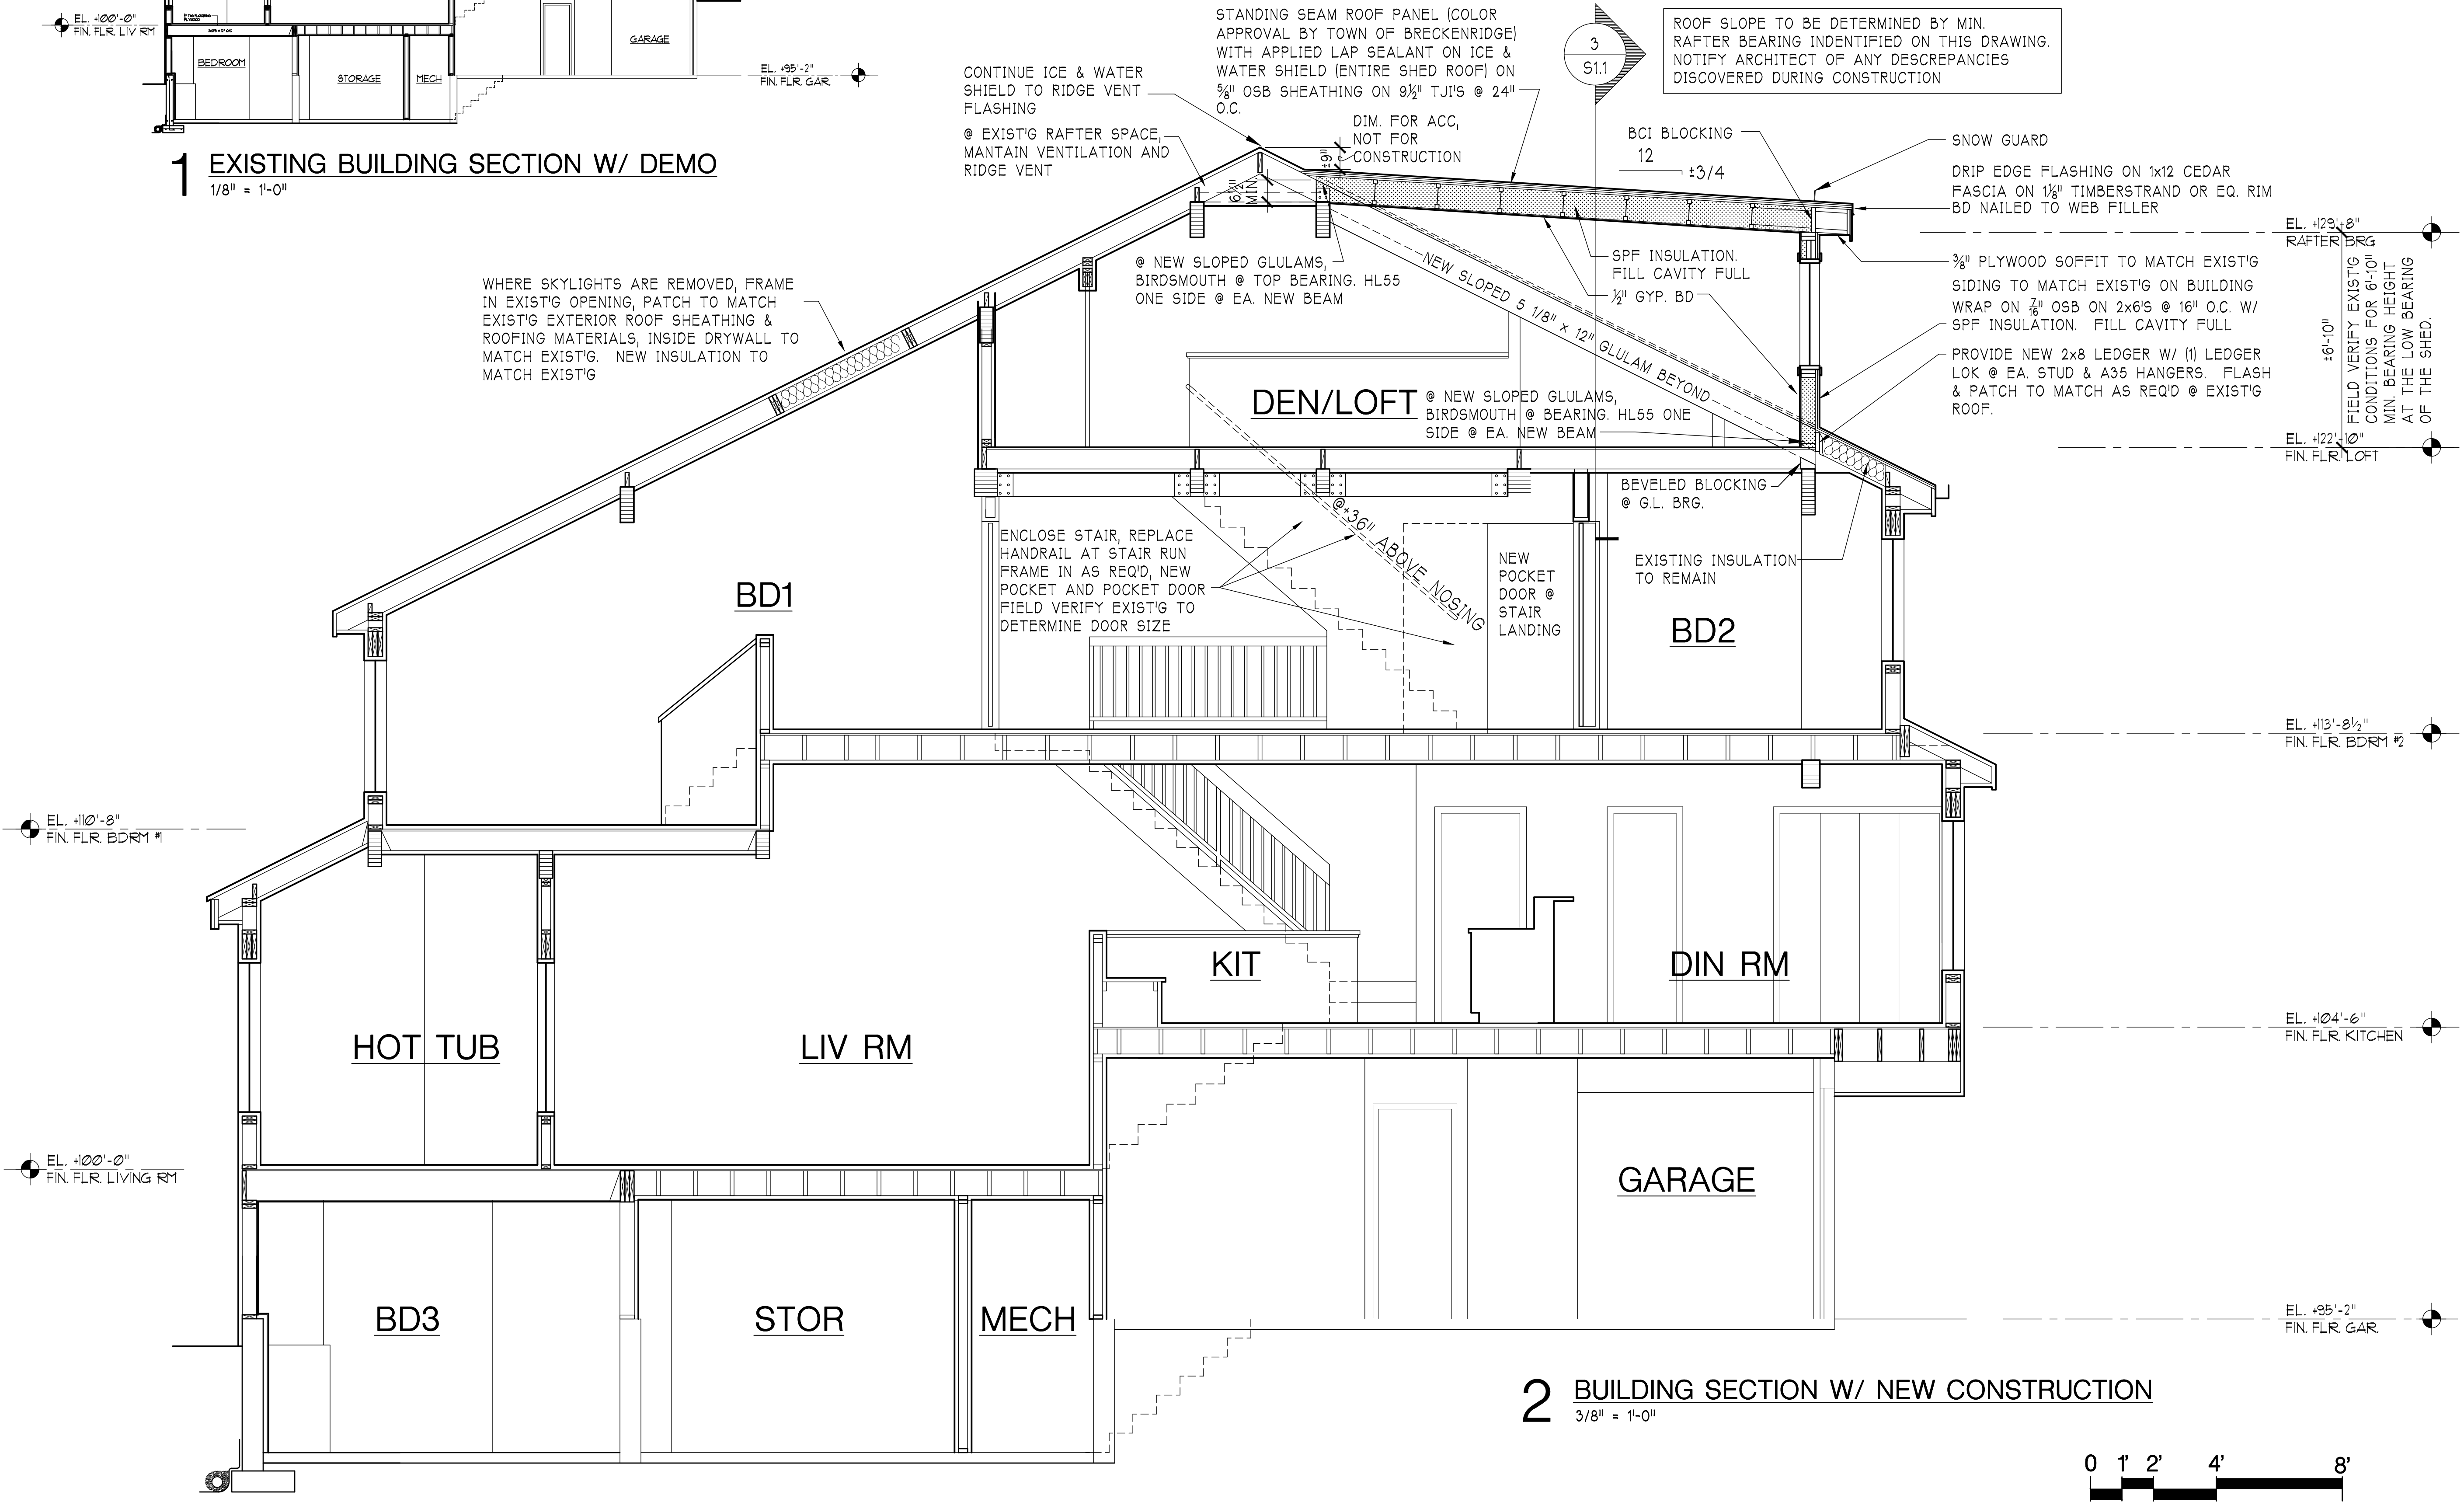 EL. +100'-0"
FIN. FLR. LIV RM
BEDROOM
STORAGE
MECH
GARAGE
EL. +95'-2"
FIN. FLR. GAR.
1 EXISTING BUILDING SECTION W/ DEMO
1/8" = 1'-0"
CONTINUE ICE & WATER
SHIELD TO RIDGE VENT
FLASHING
@ EXIST'G RAFTER SPACE,
MANTAIN VENTILATION AND
RIDGE VENT
STANDING SEAM ROOF PANEL (COLOR
APPROVAL BY TOWN OF BRECKENRIDGE)
WITH APPLIED LAP SEALANT ON ICE &
WATER SHIELD (ENTIRE SHED ROOF) ON
5/8" OSB SHEATHING ON 9½" TJI'S @ 24"
O.C.
DIM. FOR ACC,
NOT FOR
CONSTRUCTION
±9"
6½"
MIN.
3
S1.1
ROOF SLOPE TO BE DETERMINED BY MIN.
RAFTER BEARING INDENTIFIED ON THIS DRAWING.
NOTIFY ARCHITECT OF ANY DESCREPANCIES
DISCOVERED DURING CONSTRUCTION
BCI BLOCKING
12
±3/4
SNOW GUARD
DRIP EDGE FLASHING ON 1x12 CEDAR
FASCIA ON 1⅛" TIMBERSTRAND OR EQ. RIM
BD NAILED TO WEB FILLER
EL. +129'+8"
RAFTER BRG
3/8" PLYWOOD SOFFIT TO MATCH EXIST'G
SIDING TO MATCH EXIST'G ON BUILDING
WRAP ON 7/16" OSB ON 2x6'S @ 16" O.C. W/
SPF INSULATION. FILL CAVITY FULL
PROVIDE NEW 2x8 LEDGER W/ (1) LEDGER
LOK @ EA. STUD & A35 HANGERS. FLASH
& PATCH TO MATCH AS REQ'D @ EXIST'G
ROOF.
±6'-10"
FIELD VERIFY EXIST'G
CONDITIONS FOR 6'-10"
MIN. BEARING HEIGHT
AT THE LOW BEARING
OF THE SHED.
EL. +122'-10"
FIN. FLR. LOFT
WHERE SKYLIGHTS ARE REMOVED, FRAME
IN EXIST'G OPENING, PATCH TO MATCH
EXIST'G EXTERIOR ROOF SHEATHING &
ROOFING MATERIALS, INSIDE DRYWALL TO
MATCH EXIST'G. NEW INSULATION TO
MATCH EXIST'G
@ NEW SLOPED GLULAMS,
BIRDSMOUTH @ TOP BEARING. HL55
ONE SIDE @ EA. NEW BEAM
NEW SLOPED 5 1/8" x 12" GLULAM BEYOND
SPF INSULATION.
FILL CAVITY FULL
½" GYP. BD
DEN/LOFT
@ NEW SLOPED GLULAMS,
BIRDSMOUTH @ BEARING. HL55 ONE
SIDE @ EA. NEW BEAM
BEVELED BLOCKING
@ G.L. BRG.
EXISTING INSULATION
TO REMAIN
ENCLOSE STAIR, REPLACE
HANDRAIL AT STAIR RUN
FRAME IN AS REQ'D, NEW
POCKET AND POCKET DOOR
FIELD VERIFY EXIST'G TO
DETERMINE DOOR SIZE
@±36" ABOVE NOSING
NEW
POCKET
DOOR @
STAIR
LANDING
BD1
BD2
EL. +113'-8½"
FIN. FLR. BDRM #2
EL. +110'-8"
FIN. FLR. BDRM #1
KIT
DIN RM
HOT TUB
LIV RM
EL. +104'-6"
FIN. FLR. KITCHEN
EL. +100'-0"
FIN. FLR. LIVING RM
GARAGE
BD3
STOR
MECH
EL. +95'-2"
FIN. FLR. GAR.
2 BUILDING SECTION W/ NEW CONSTRUCTION
3/8" = 1'-0"
0 1' 2' 4' 8'